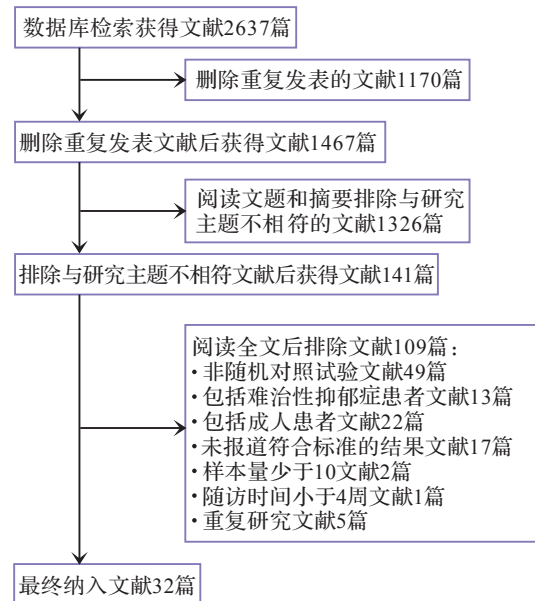 数据库检索获得文献2637篇
删除重复发表的文献1170篇
删除重复发表文献后获得文献1467篇
阅读文题和摘要排除与研究
主题不相符的文献1326篇
排除与研究主题不相符文献后获得文献141篇
阅读全文后排除文献109篇：
·非随机对照试验文献49篇
·包括难治性抑郁症患者文献13篇
·包括成人患者文献22篇
·未报道符合标准的结果文献17篇
·样本量少于10文献2篇
·随访时间小于4周文献1篇
·重复研究文献5篇
最终纳入文献32篇